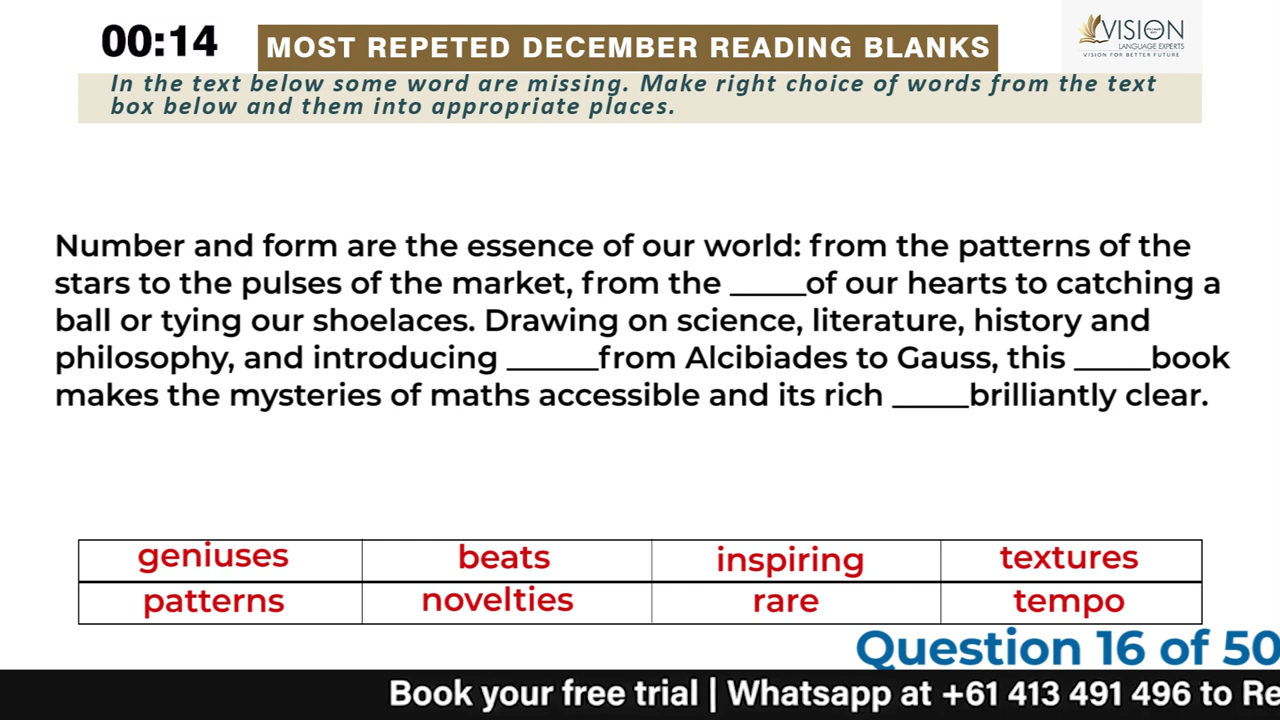 00:14
MOST REPETED DECEMBER READING BLANKS
VISION
LANGUAGE EXPERTS
VISION FOR BETTER FUTURE
In the text below some word are missing. Make right choice of words from the text
box below and them into appropriate places.
Number and form are the essence of our world: from the patterns of the
stars to the pulses of the market, from the _____of our hearts to catching a
ball or tying our shoelaces. Drawing on science, literature, history and
philosophy, and introducing ______from Alcibiades to Gauss, this _____book
makes the mysteries of maths accessible and its rich _____brilliantly clear.
geniuses beats inspiring textures
patterns novelties rare tempo
Question 16 of 50
Book your free trial | Whatsapp at +61 413 491 496 to Re